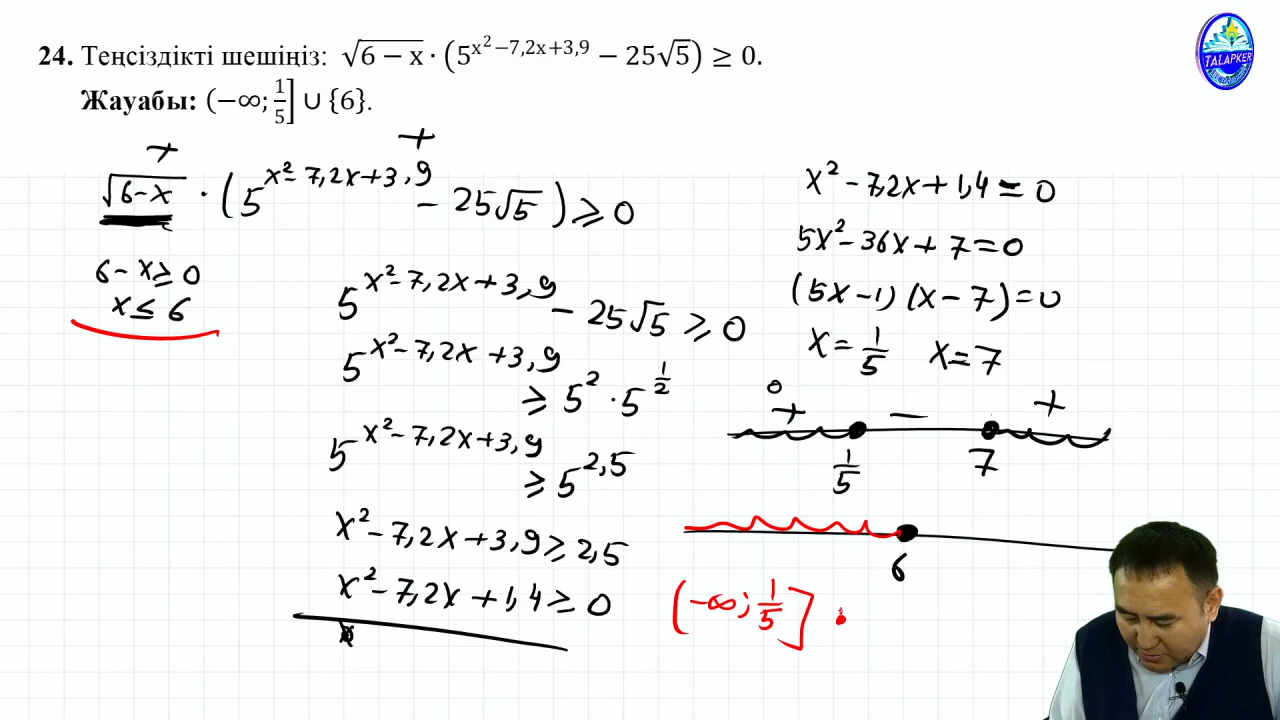 24. Теңсіздікті шешіңіз: √(6 − x) · (5^(x²−7,2x+3,9) − 25√5) ≥ 0.
Жауабы: (−∞; 1/5] ∪ {6}.
TALAPKER
+ +
√(6-x) · (5^(x²-7,2x+3,9) - 25√5) ≥ 0
6 - x ≥ 0
x ≤ 6
5^(x²-7,2x+3,9) - 25√5 ≥ 0
5^(x²-7,2x+3,9) ≥ 5² · 5^(1/2)
5^(x²-7,2x+3,9) ≥ 5^(2,5)
x² - 7,2x + 3,9 ≥ 2,5
x² - 7,2x + 1,4 ≥ 0
x² - 7,2x + 1,4 = 0
5x² - 36x + 7 = 0
(5x - 1) (x - 7) = 0
x = 1/5 x = 7
+ − +
1/5 7
6
(-∞; 1/5]